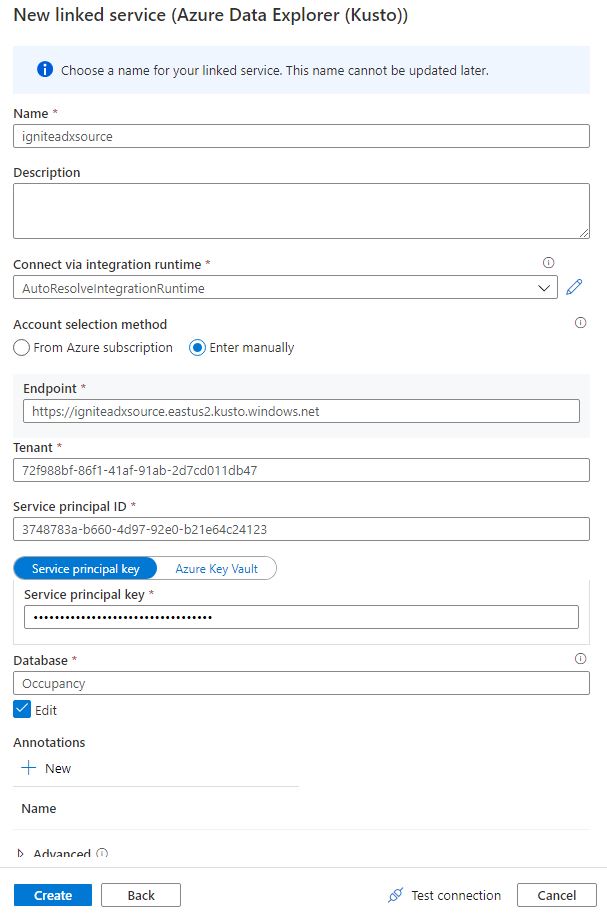 New linked service (Azure Data Explorer (Kusto))
Choose a name for your linked service. This name cannot be updated later.
Name *
igniteadxsource
Description
Connect via integration runtime *
AutoResolveIntegrationRuntime
Account selection method
From Azure subscription Enter manually
Endpoint *
https://igniteadxsource.eastus2.kusto.windows.net
Tenant *
72f988bf-86f1-41af-91ab-2d7cd011db47
Service principal ID *
3748783a-b660-4d97-92e0-b21e64c24123
Service principal key Azure Key Vault
Service principal key *
••••••••••••••••••••••••••••••••••
Database *
Occupancy
Edit
Annotations
New
Name
Advanced
Create Back Test connection Cancel